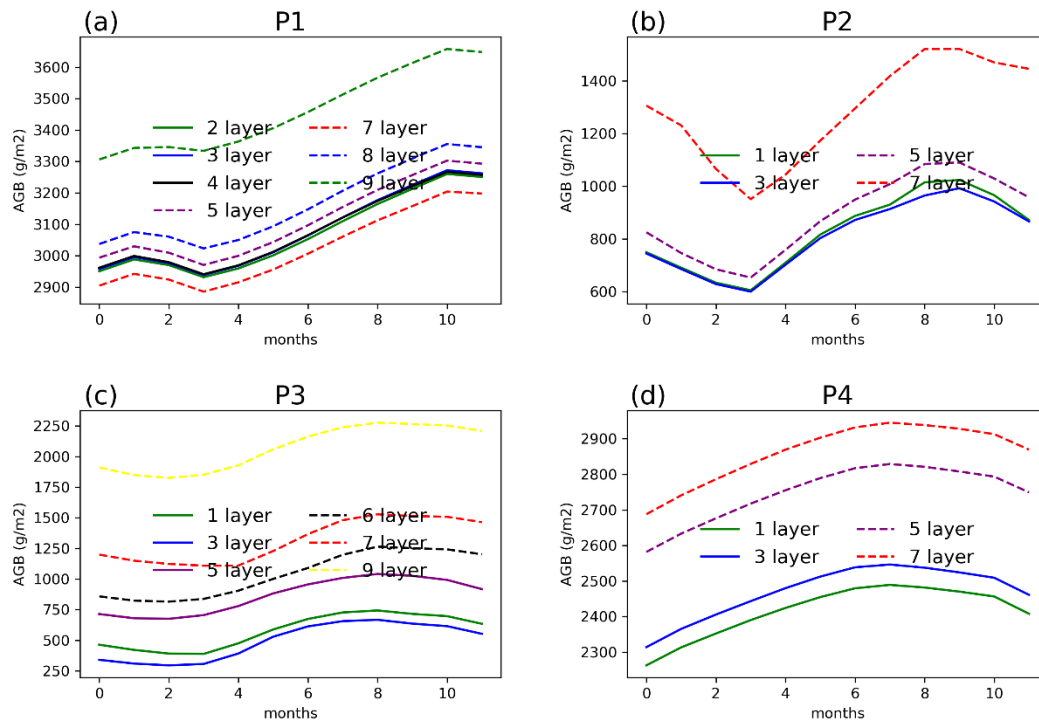 (a) P1
AGB (g/m2)
3600
3500
3400
3300
3200
3100
3000
2900
2 layer 7 layer
3 layer 8 layer
4 layer 9 layer
5 layer
0 2 4 6 8 10
months
(b) P2
AGB (g/m2)
1400
1200
1000
800
600
1 layer 5 layer
3 layer 7 layer
0 2 4 6 8 10
months
(c) P3
AGB (g/m2)
2250
2000
1750
1500
1250
1000
750
500
250
1 layer 6 layer
3 layer 7 layer
5 layer 9 layer
0 2 4 6 8 10
months
(d) P4
AGB (g/m2)
2900
2800
2700
2600
2500
2400
2300
1 layer 5 layer
3 layer 7 layer
0 2 4 6 8 10
months